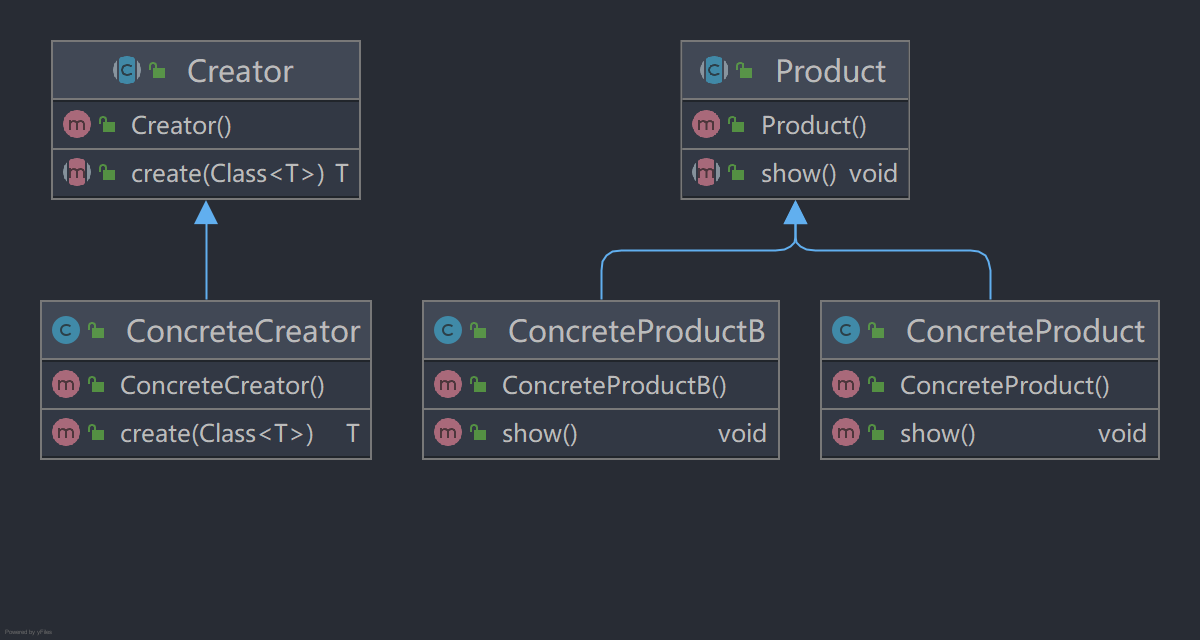 Creator
Creator()
create(Class<T>) T
Product
Product()
show() void
ConcreteCreator
ConcreteCreator()
create(Class<T>) T
ConcreteProductB
ConcreteProductB()
show() void
ConcreteProduct
ConcreteProduct()
show() void
Powered by yFiles